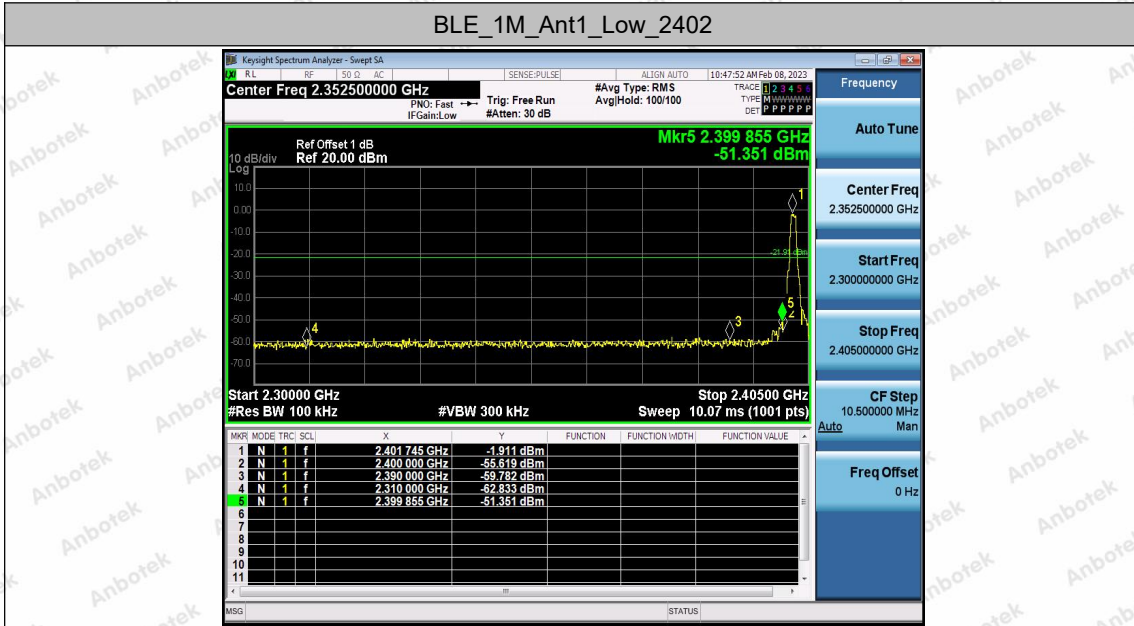 BLE_1M_Ant1_Low_2402
Keysight Spectrum Analyzer - Swept SA
LXI RL RF 50 Ω AC SENSE:PULSE ALIGN AUTO 10:47:52 AM Feb 08, 2023
Center Freq 2.352500000 GHz
PNO: Fast
IFGain:Low
Trig: Free Run
#Atten: 30 dB
#Avg Type: RMS
Avg|Hold: 100/100
TRACE 1 2 3 4 5 6
TYPE M WWWWW
DET P P P P P P
Frequency
Mkr5 2.399 855 GHz
-51.351 dBm
Ref Offset 1 dB
10 dB/div Ref 20.00 dBm
Log
10.0
0.00
-10.0
-20.0
-30.0
-40.0
-50.0
-60.0
-70.0
-21.91 dBm
1
5
2
3
4
Start 2.30000 GHz Stop 2.40500 GHz
#Res BW 100 kHz #VBW 300 kHz Sweep 10.07 ms (1001 pts)
MKR MODE TRC SCL X Y FUNCTION FUNCTION WIDTH FUNCTION VALUE
1 N 1 f 2.401 745 GHz -1.911 dBm
2 N 1 f 2.400 000 GHz -55.619 dBm
3 N 1 f 2.390 000 GHz -59.782 dBm
4 N 1 f 2.310 000 GHz -62.833 dBm
5 N 1 f 2.399 855 GHz -51.351 dBm
6
7
8
9
10
11
MSG STATUS
Auto Tune
Center Freq
2.352500000 GHz
Start Freq
2.300000000 GHz
Stop Freq
2.405000000 GHz
CF Step
10.500000 MHz
Auto Man
Freq Offset
0 Hz
Anbotek